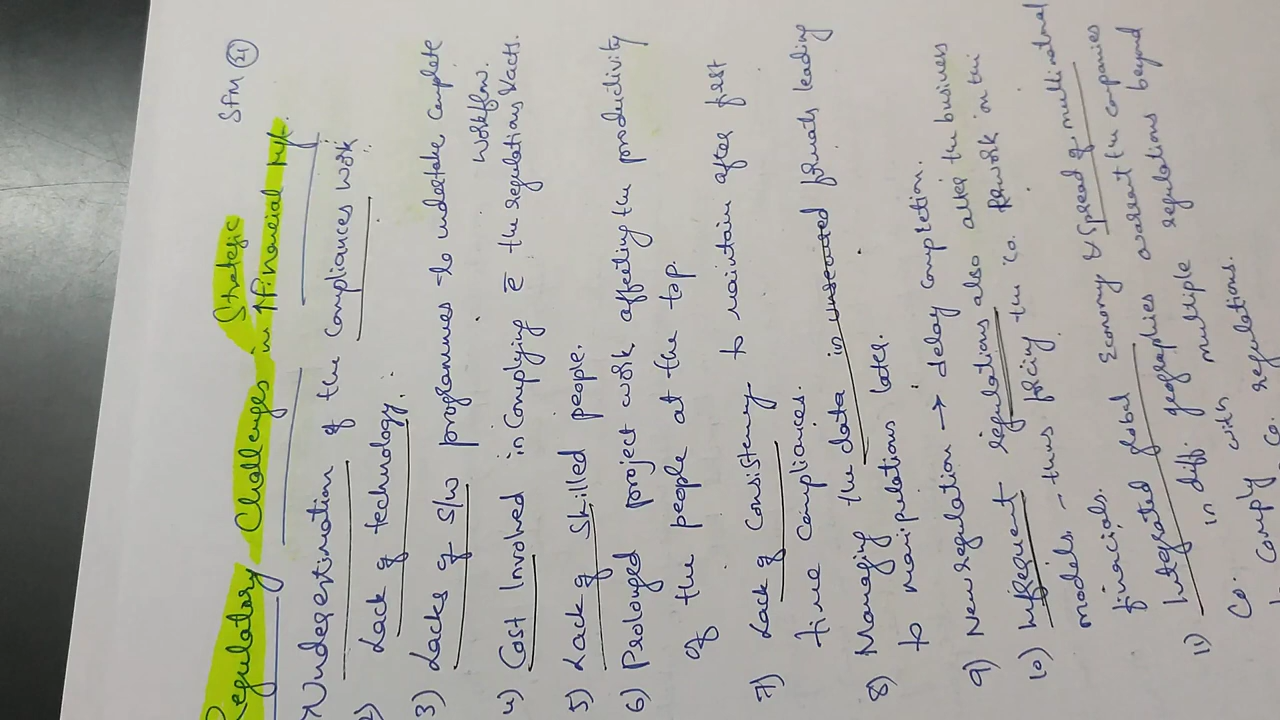 SFM 21
Regulatory Challenges in Strategic Financial Mgt.
1) Underestimation of the Compliances work
2) Lack of technology.
3) Lacks of S/w programmes to undertake complete
workflow.
4) Cost Involved in Complying c̄ the regulations & acts.
5) Lack of Skilled people.
6) Prolonged project work affecting the productivity
of the people at the top.
7) Lack of Consistency to maintain after first
time Compliances.
8) Managing the data in unsecured formats leading
to manipulations later.
9) New regulation → delay completion.
10) Infrequent regulations also alter the business
models - thus forcing the co. Rework on the
financials.
11) Integrated global Economy & spread of multinational
Co. in diff. geographies warrant the companies
Comply with multiple regulations beyond
Co. regulations.